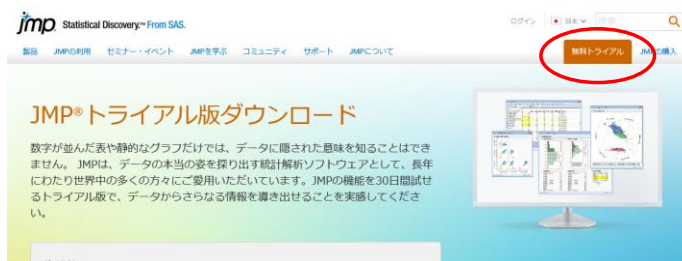 jmp Statistical Discovery.™ From SAS.
ログイン 日本 検索
製品 JMPの利用 セミナー・イベント JMPを学ぶ コミュニティ サポート JMPについて 無料トライアル JMPの購入
JMP®トライアル版ダウンロード
数字が並んだ表や静的なグラフだけでは、データに隠された意味を知ることはでき
ません。 JMPは、データの本当の姿を探り出す統計解析ソフトウェアとして、長年
にわたり世界中の多くの方々にご愛用いただいています。JMPの機能を30日間試せ
るトライアル版で、データからさらなる情報を導き出せることを実感してくださ
い。